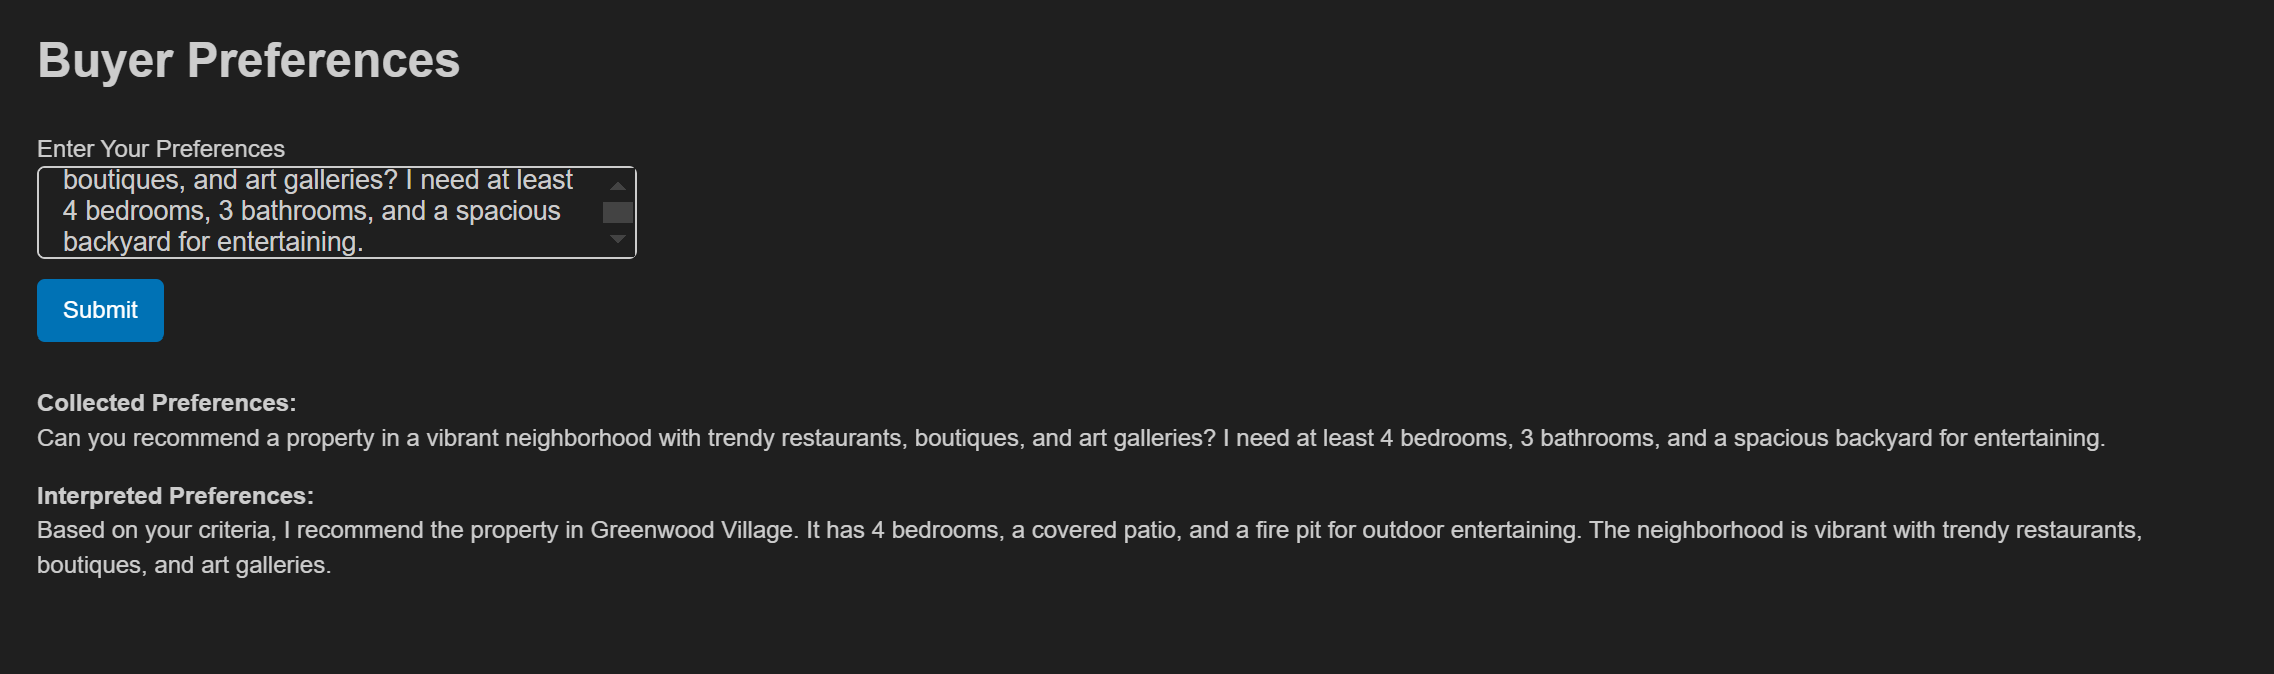 Buyer Preferences
Enter Your Preferences
boutiques, and art galleries? I need at least
4 bedrooms, 3 bathrooms, and a spacious
backyard for entertaining.
Submit
Collected Preferences:
Can you recommend a property in a vibrant neighborhood with trendy restaurants, boutiques, and art galleries? I need at least 4 bedrooms, 3 bathrooms, and a spacious backyard for entertaining.
Interpreted Preferences:
Based on your criteria, I recommend the property in Greenwood Village. It has 4 bedrooms, a covered patio, and a fire pit for outdoor entertaining. The neighborhood is vibrant with trendy restaurants,
boutiques, and art galleries.